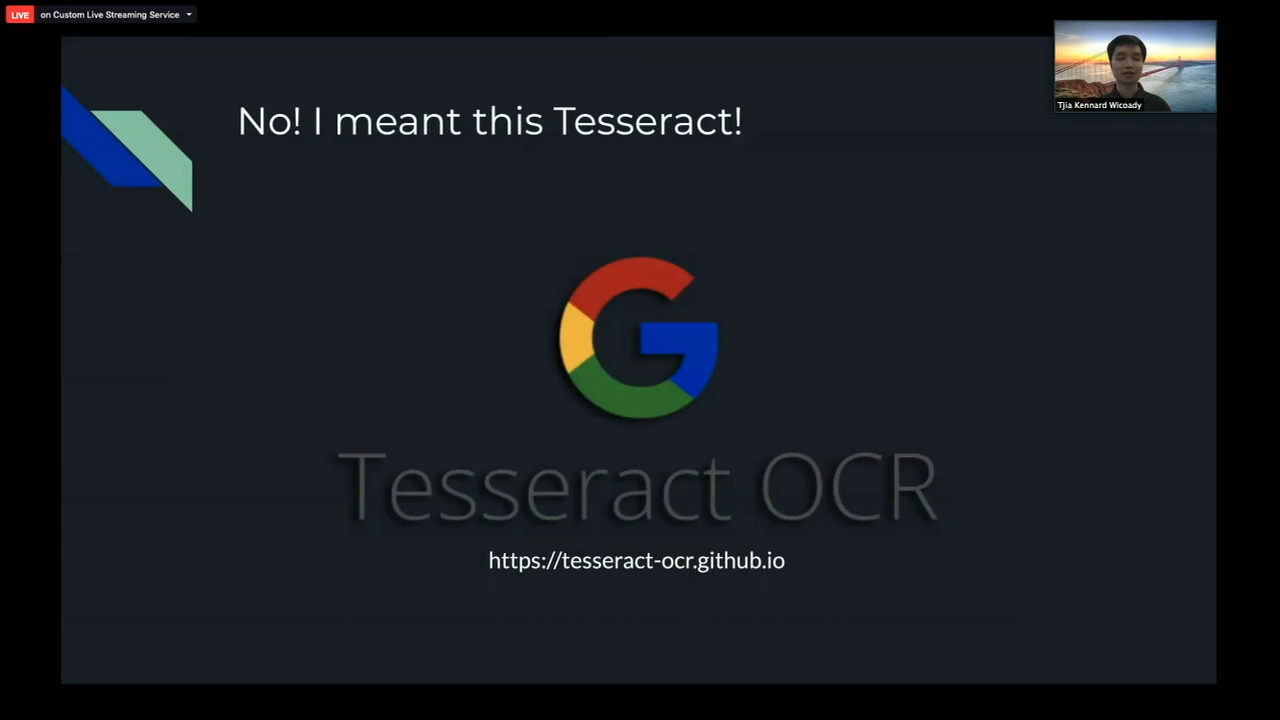 LIVE on Custom Live Streaming Service
Tjia Kennard Wicoady
No! I meant this Tesseract!
Tesseract OCR
https://tesseract-ocr.github.io